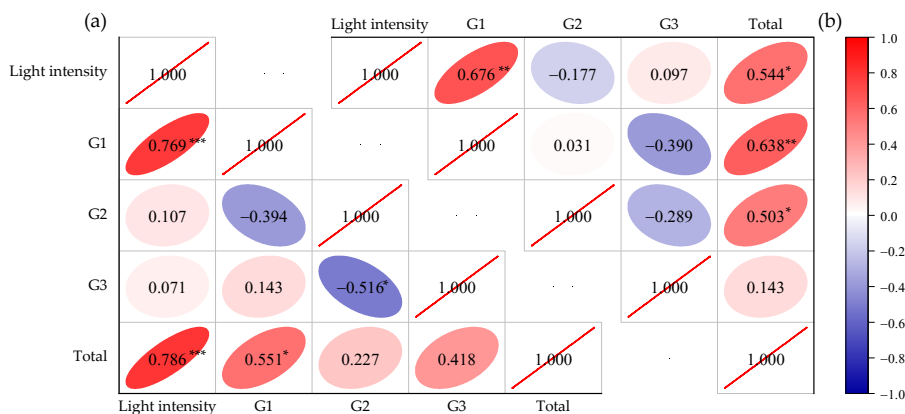 (a) Light intensity G1 G2 G3 Total (b)
1.0
Light intensity 1.000 1.000 0.676 ** −0.177 0.097 0.544 *
0.8
0.6
G1 0.769 *** 1.000 1.000 0.031 −0.390 0.638 **
0.4
0.2
G2 0.107 −0.394 1.000 1.000 −0.289 0.503 *
0.0
−0.2
G3 0.071 0.143 −0.516 * 1.000 1.000 0.143
−0.4
−0.6
Total 0.786 *** 0.551 * 0.227 0.418 1.000 1.000
−0.8
−1.0
Light intensity G1 G2 G3 Total